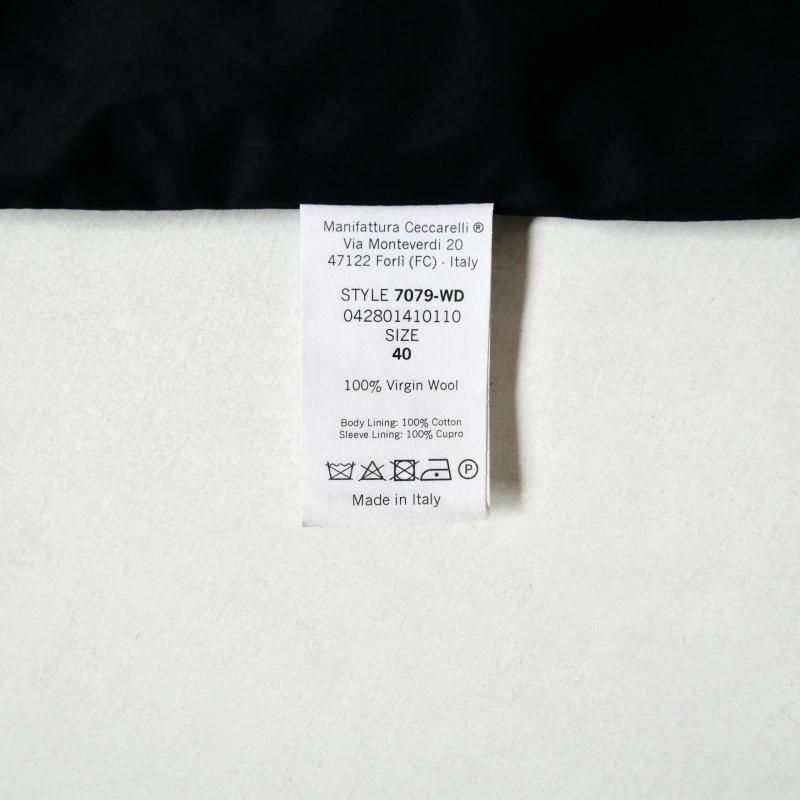 Manifattura Ceccarelli ®
Via Monteverdi 20
47122 Forlì (FC) · Italy
STYLE 7079-WD
042801410110
SIZE
40
100% Virgin Wool
Body Lining: 100% Cotton
Sleeve Lining: 100% Cupro
P
Made in Italy